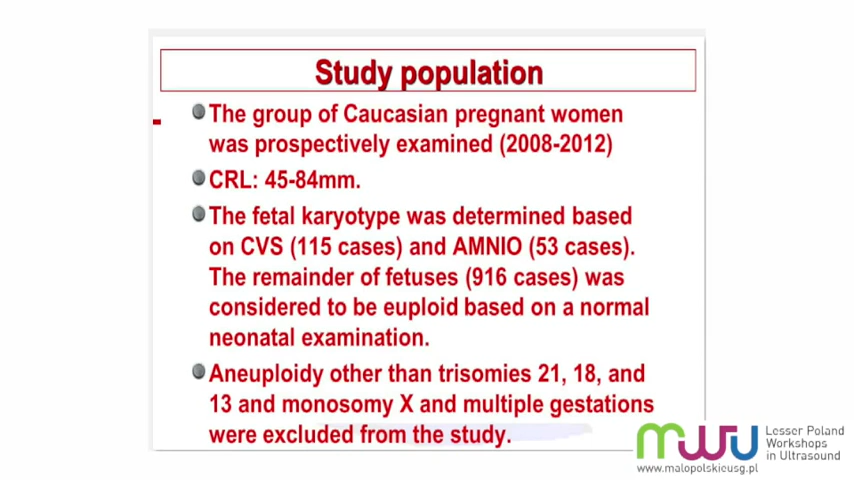 Study population
The group of Caucasian pregnant women
was prospectively examined (2008-2012)
CRL: 45-84mm.
The fetal karyotype was determined based
on CVS (115 cases) and AMNIO (53 cases).
The remainder of fetuses (916 cases) was
considered to be euploid based on a normal
neonatal examination.
Aneuploidy other than trisomies 21, 18, and
13 and monosomy X and multiple gestations
were excluded from the study.
mwu
Lesser Poland
Workshops
in Ultrasound
www.malopolskieusg.pl